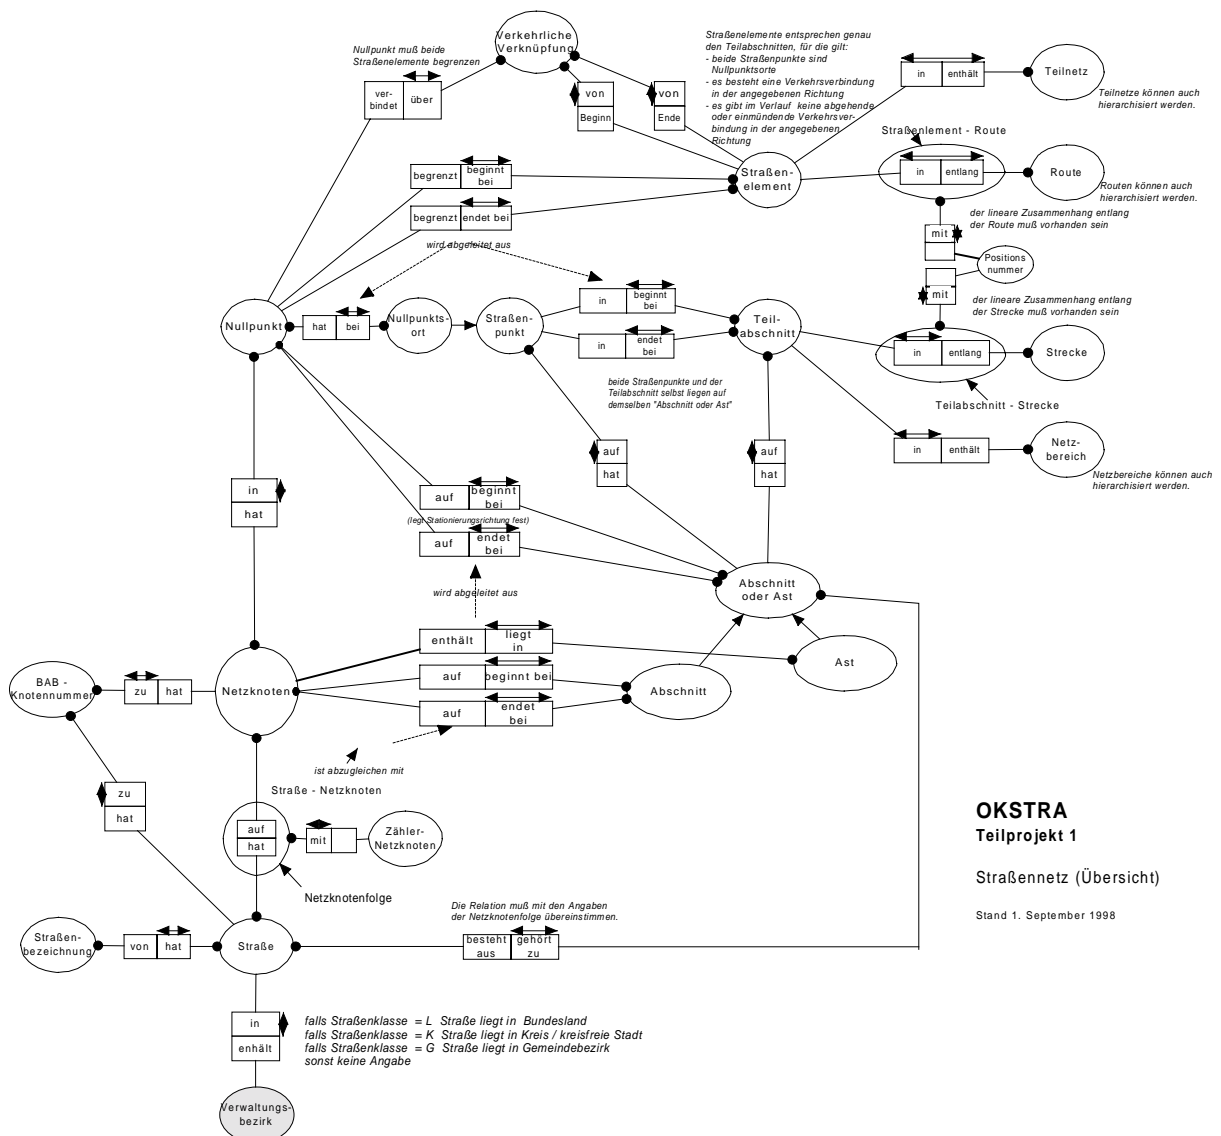 Verkehrliche
Verknüpfung
Nullpunkt muß beide
Straßenelemente begrenzen
ver-
bindet
über
von
Beginn
von
Ende
Straßenelemente entsprechen genau
den Teilabschnitten, für die gilt:
- beide Straßenpunkte sind
Nullpunktsorte
- es besteht eine Verkehrsverbindung
in der angegebenen Richtung
- es gibt im Verlauf keine abgehende
oder einmündende Verkehrsver-
bindung in der angegebenen
Richtung
in
enthält
Teilnetz
Teilnetze können auch
hierarchisiert werden.
Straßenlement - Route
begrenzt
beginnt
bei
begrenzt
endet bei
Straßen-
element
in
entlang
Route
Routen können auch
hierarchisiert werden.
der lineare Zusammenhang entlang
der Route muß vorhanden sein
wird abgeleitet aus
mit
Positions
nummer
mit
Nullpunkt
hat
bei
Nullpunkts-
ort
Straßen-
punkt
in
beginnt
bei
in
endet
bei
Teil-
abschnitt
der lineare Zusammenhang entlang
der Strecke muß vorhanden sein
in
entlang
Strecke
Teilabschnitt - Strecke
beide Straßenpunkte und der
Teilabschnitt selbst liegen auf
demselben "Abschnitt oder Ast"
auf
hat
auf
hat
in
enthält
Netz-
bereich
Netzbereiche können auch
hierarchisiert werden.
in
hat
auf
beginnt
bei
(legt Stationierungsrichtung fest)
auf
endet
bei
wird abgeleitet aus
Abschnitt
oder Ast
enthält
liegt
in
Ast
BAB -
Knotennummer
zu
hat
Netzknoten
auf
beginnt bei
auf
endet
bei
Abschnitt
ist abzugleichen mit
Straße - Netzknoten
zu
hat
auf
hat
mit
Zähler-
Netzknoten
Netzknotenfolge
OKSTRA
Teilprojekt 1
Straßennetz (Übersicht)
Stand 1. September 1998
Die Relation muß mit den Angaben
der Netzknotenfolge übereinstimmen.
Straßen-
bezeichnung
von
hat
Straße
besteht
aus
gehört
zu
in
enhält
falls Straßenklasse = L Straße liegt in Bundesland
falls Straßenklasse = K Straße liegt in Kreis / kreisfreie Stadt
falls Straßenklasse = G Straße liegt in Gemeindebezirk
sonst keine Angabe
Verwaltungs-
bezirk